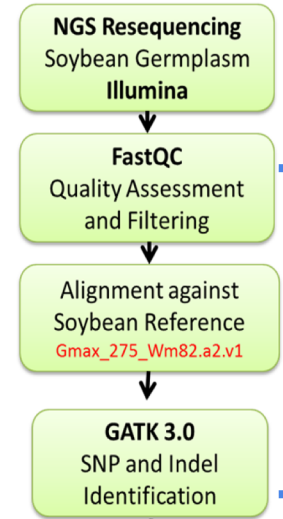 NGS Resequencing
Soybean Germplasm
Illumina
FastQC
Quality Assessment
and Filtering
Alignment against
Soybean Reference
Gmax_275_Wm82.a2.v1
GATK 3.0
SNP and Indel
Identification